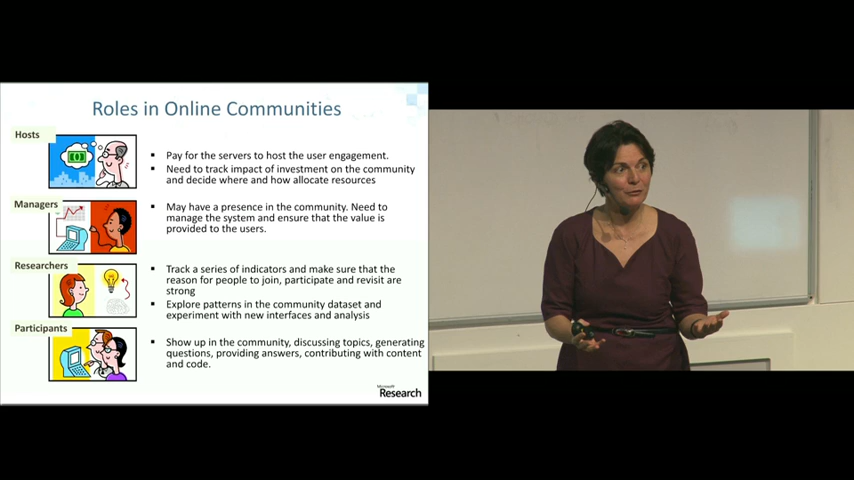 Roles in Online Communities
Hosts
▪ Pay for the servers to host the user engagement.
▪ Need to track impact of investment on the community
and decide where and how allocate resources
Managers
▪ May have a presence in the community. Need to
manage the system and ensure that the value is
provided to the users.
Researchers
▪ Track a series of indicators and make sure that the
reason for people to join, participate and revisit are
strong
▪ Explore patterns in the community dataset and
experiment with new interfaces and analysis
Participants
▪ Show up in the community, discussing topics, generating
questions, providing answers, contributing with content
and code.
Microsoft
Research